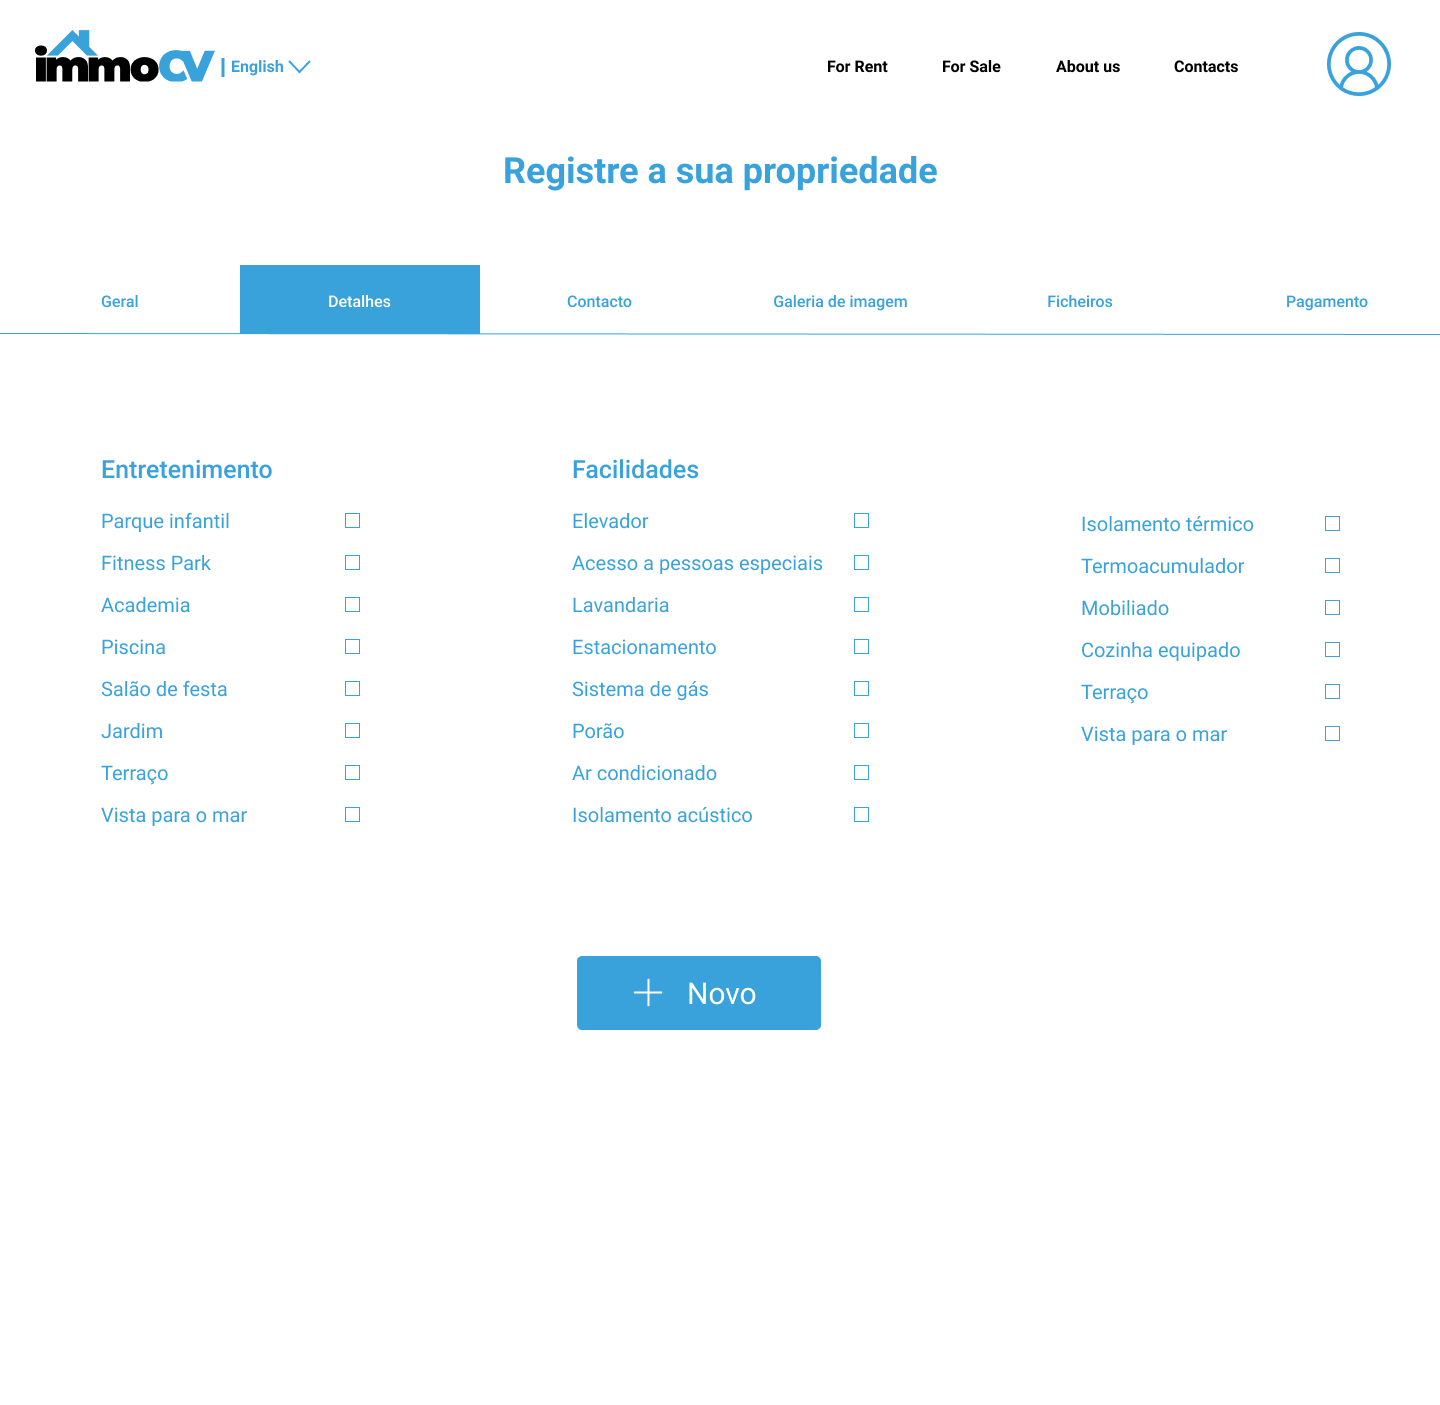 immoCV | English
For Rent
For Sale
About us
Contacts
Registre a sua propriedade
Geral
Detalhes
Contacto
Galeria de imagem
Ficheiros
Pagamento
Entretenimento
Parque infantil
Fitness Park
Academia
Piscina
Salão de festa
Jardim
Terraço
Vista para o mar
Facilidades
Elevador
Acesso a pessoas especiais
Lavandaria
Estacionamento
Sistema de gás
Porão
Ar condicionado
Isolamento acústico
Isolamento térmico
Termoacumulador
Mobiliado
Cozinha equipado
Terraço
Vista para o mar
Novo